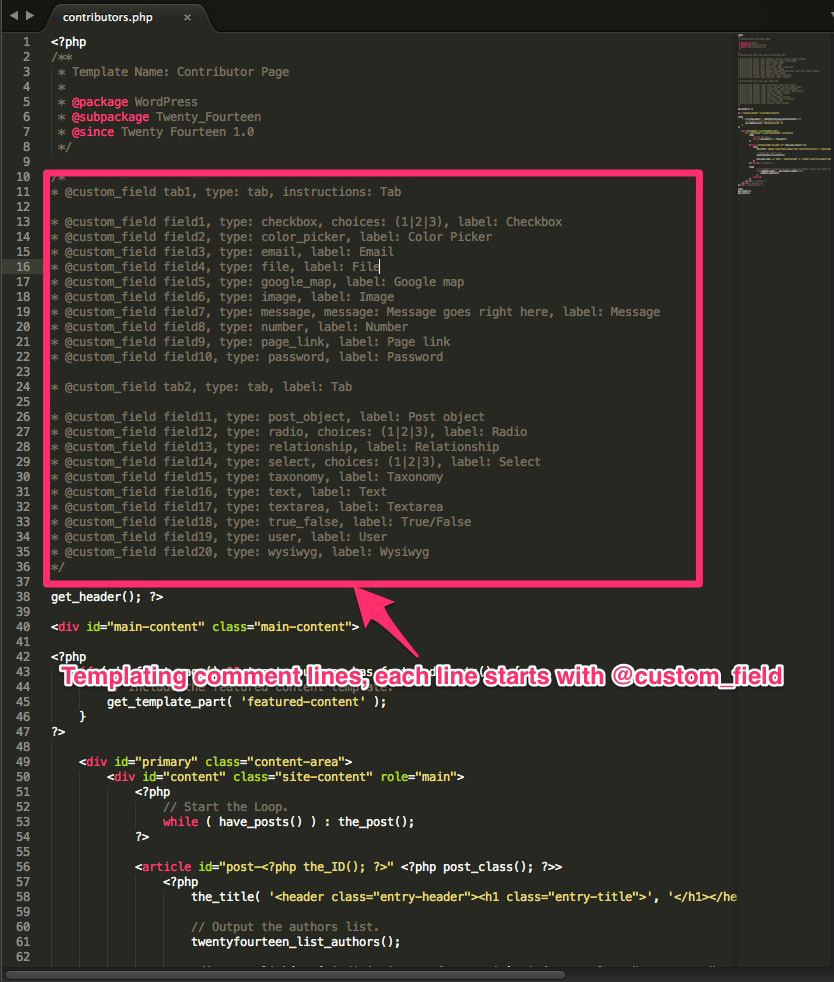 contributors.php ×
1 <?php
2 /**
3 * Template Name: Contributor Page
4 *
5 * @package WordPress
6 * @subpackage Twenty_Fourteen
7 * @since Twenty Fourteen 1.0
8 */
9
10 /*
11 * @custom_field tab1, type: tab, instructions: Tab
12
13 * @custom_field field1, type: checkbox, choices: (1|2|3), label: Checkbox
14 * @custom_field field2, type: color_picker, label: Color Picker
15 * @custom_field field3, type: email, label: Email
16 * @custom_field field4, type: file, label: File
17 * @custom_field field5, type: google_map, label: Google map
18 * @custom_field field6, type: image, label: Image
19 * @custom_field field7, type: message, message: Message goes right here, label: Message
20 * @custom_field field8, type: number, label: Number
21 * @custom_field field9, type: page_link, label: Page link
22 * @custom_field field10, type: password, label: Password
23
24 * @custom_field tab2, type: tab, label: Tab
25
26 * @custom_field field11, type: post_object, label: Post object
27 * @custom_field field12, type: radio, choices: (1|2|3), label: Radio
28 * @custom_field field13, type: relationship, label: Relationship
29 * @custom_field field14, type: select, choices: (1|2|3), label: Select
30 * @custom_field field15, type: taxonomy, label: Taxonomy
31 * @custom_field field16, type: text, label: Text
32 * @custom_field field17, type: textarea, label: Textarea
33 * @custom_field field18, type: true_false, label: True/False
34 * @custom_field field19, type: user, label: User
35 * @custom_field field20, type: wysiwyg, label: Wysiwyg
36 */
37
38 get_header(); ?>
39
40 <div id="main-content" class="main-content">
41
42 <?php
Templating comment lines, each line starts with @custom_field
43
44
45 get_template_part( 'featured-content' );
46 }
47 ?>
48
49 <div id="primary" class="content-area">
50 <div id="content" class="site-content" role="main">
51 <?php
52 // Start the Loop.
53 while ( have_posts() ) : the_post();
54 ?>
55
56 <article id="post-<?php the_ID(); ?>" <?php post_class(); ?>>
57 <?php
58 the_title( '<header class="entry-header"><h1 class="entry-title">', '</h1></he
59
60 // Output the authors list.
61 twentyfourteen_list_authors();
62